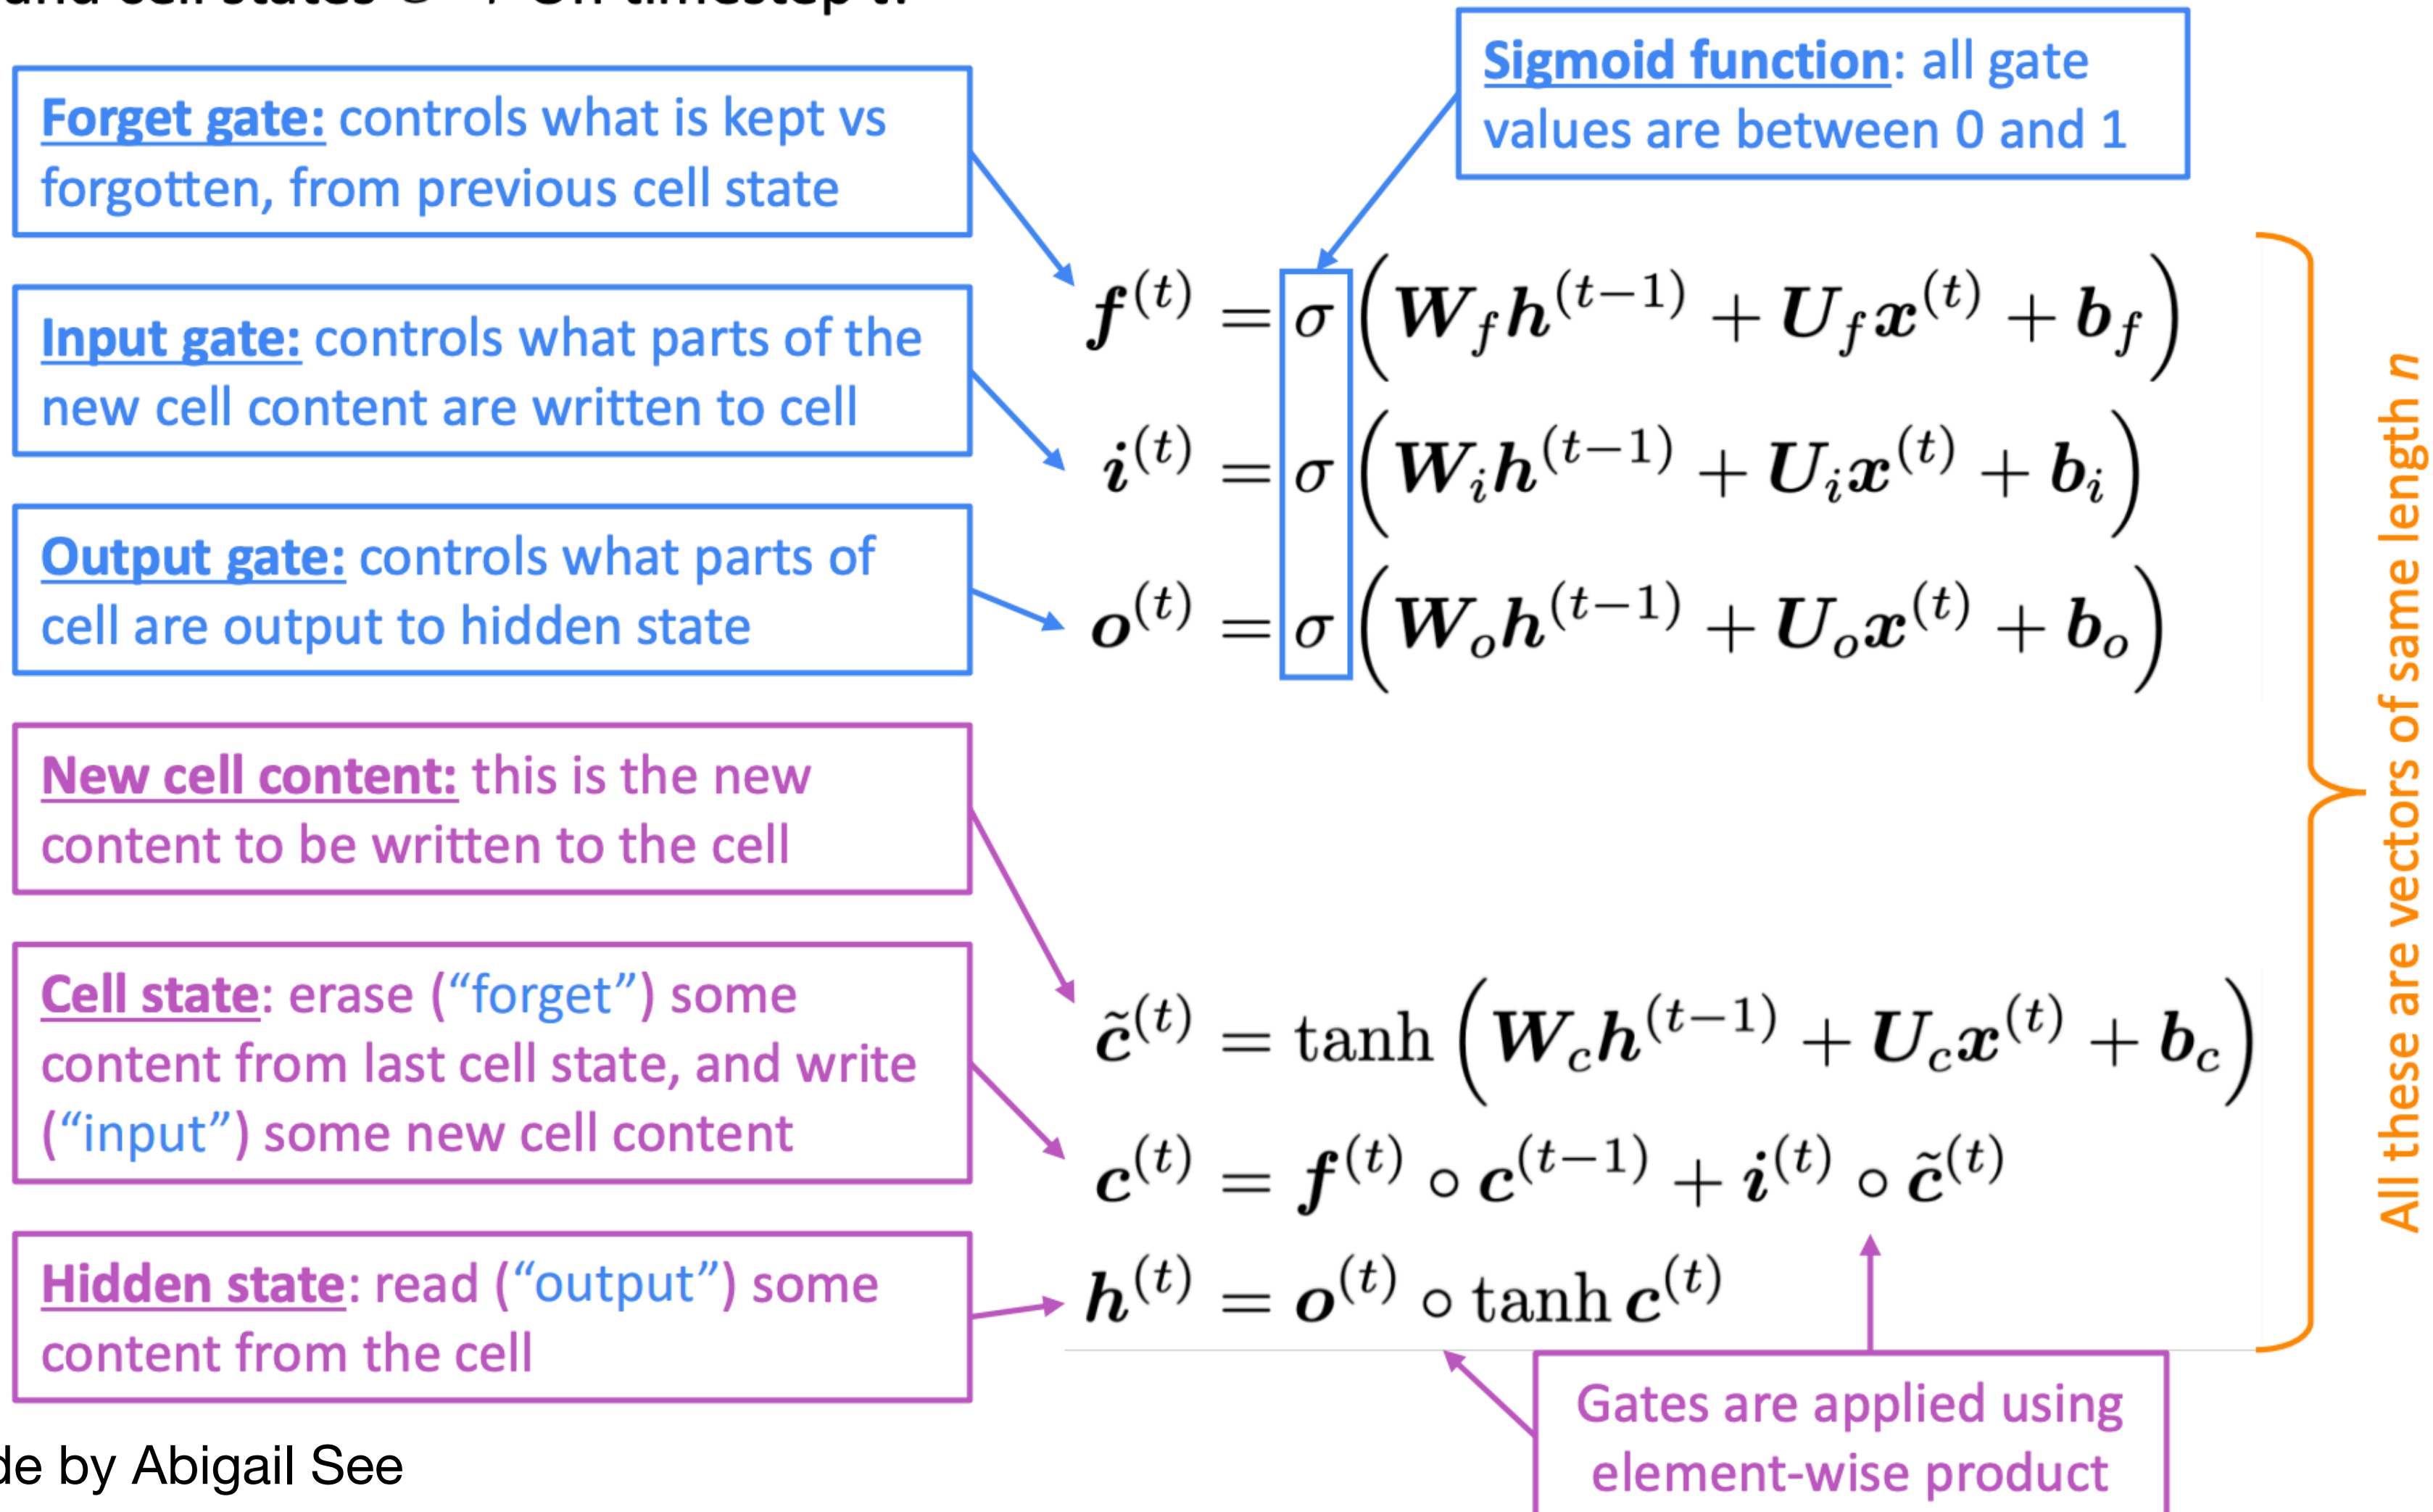 and cell states on timestep t.
Sigmoid function: all gate
values are between 0 and 1
Forget gate: controls what is kept vs
forgotten, from previous cell state
f^(t) = σ(W_f h^(t−1) + U_f x^(t) + b_f)
Input gate: controls what parts of the
new cell content are written to cell
i^(t) = σ(W_i h^(t−1) + U_i x^(t) + b_i)
Output gate: controls what parts of
cell are output to hidden state
o^(t) = σ(W_o h^(t−1) + U_o x^(t) + b_o)
New cell content: this is the new
content to be written to the cell
c̃^(t) = tanh(W_c h^(t−1) + U_c x^(t) + b_c)
Cell state: erase (“forget”) some
content from last cell state, and write
(“input”) some new cell content
c^(t) = f^(t) ∘ c^(t−1) + i^(t) ∘ c̃^(t)
Hidden state: read (“output”) some
content from the cell
h^(t) = o^(t) ∘ tanh c^(t)
Gates are applied using
element-wise product
All these are vectors of same length n
de by Abigail See